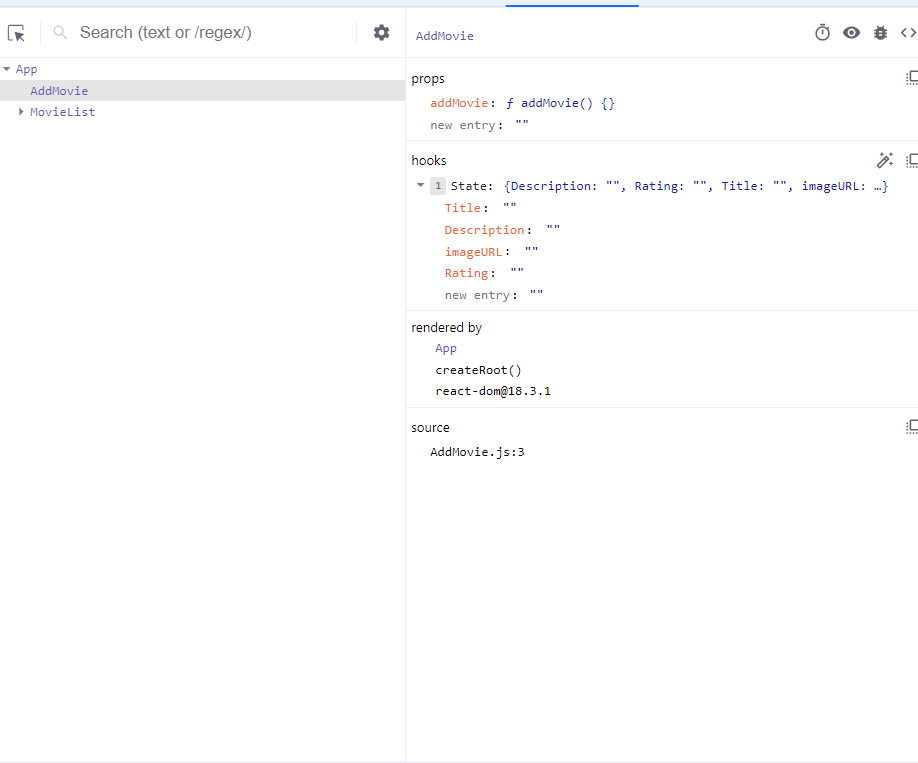 Search (text or /regex/)
App
AddMovie
MovieList
AddMovie
props
addMovie: ƒ addMovie() {}
new entry: ""
hooks
1 State: {Description: "", Rating: "", Title: "", imageURL: …}
Title: ""
Description: ""
imageURL: ""
Rating: ""
new entry: ""
rendered by
App
createRoot()
react-dom@18.3.1
source
AddMovie.js:3